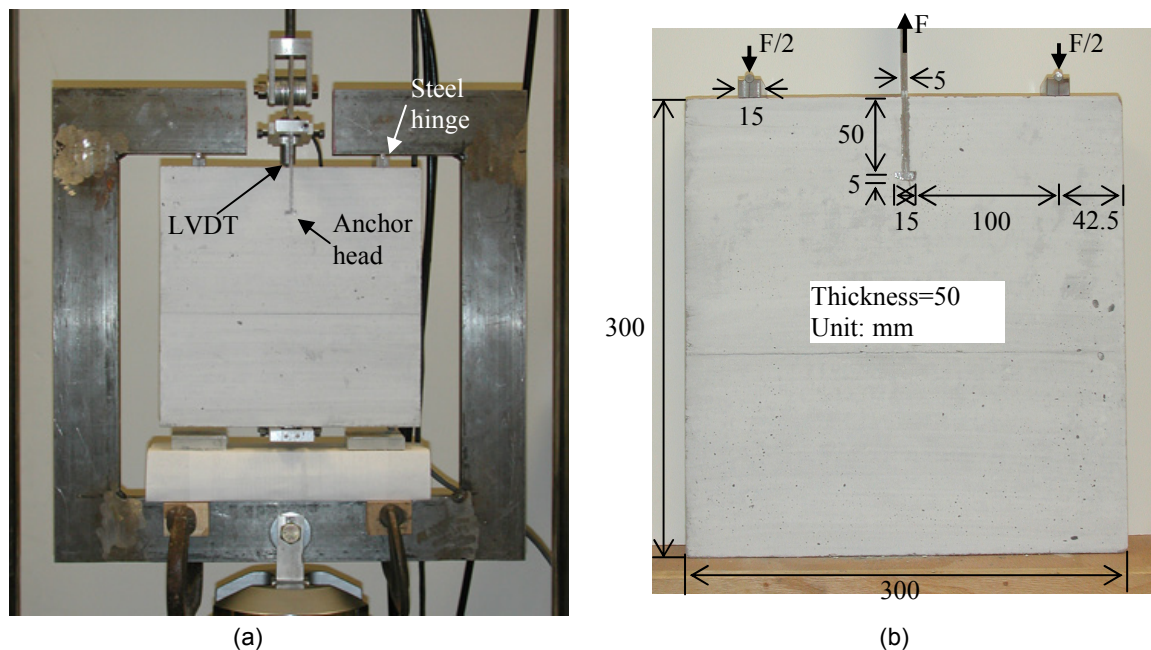 Steel
hinge
LVDT
Anchor
head
(a)
F
F/2
F/2
5
15
50
5
15
100
42.5
300
Thickness=50
Unit: mm
300
(b)